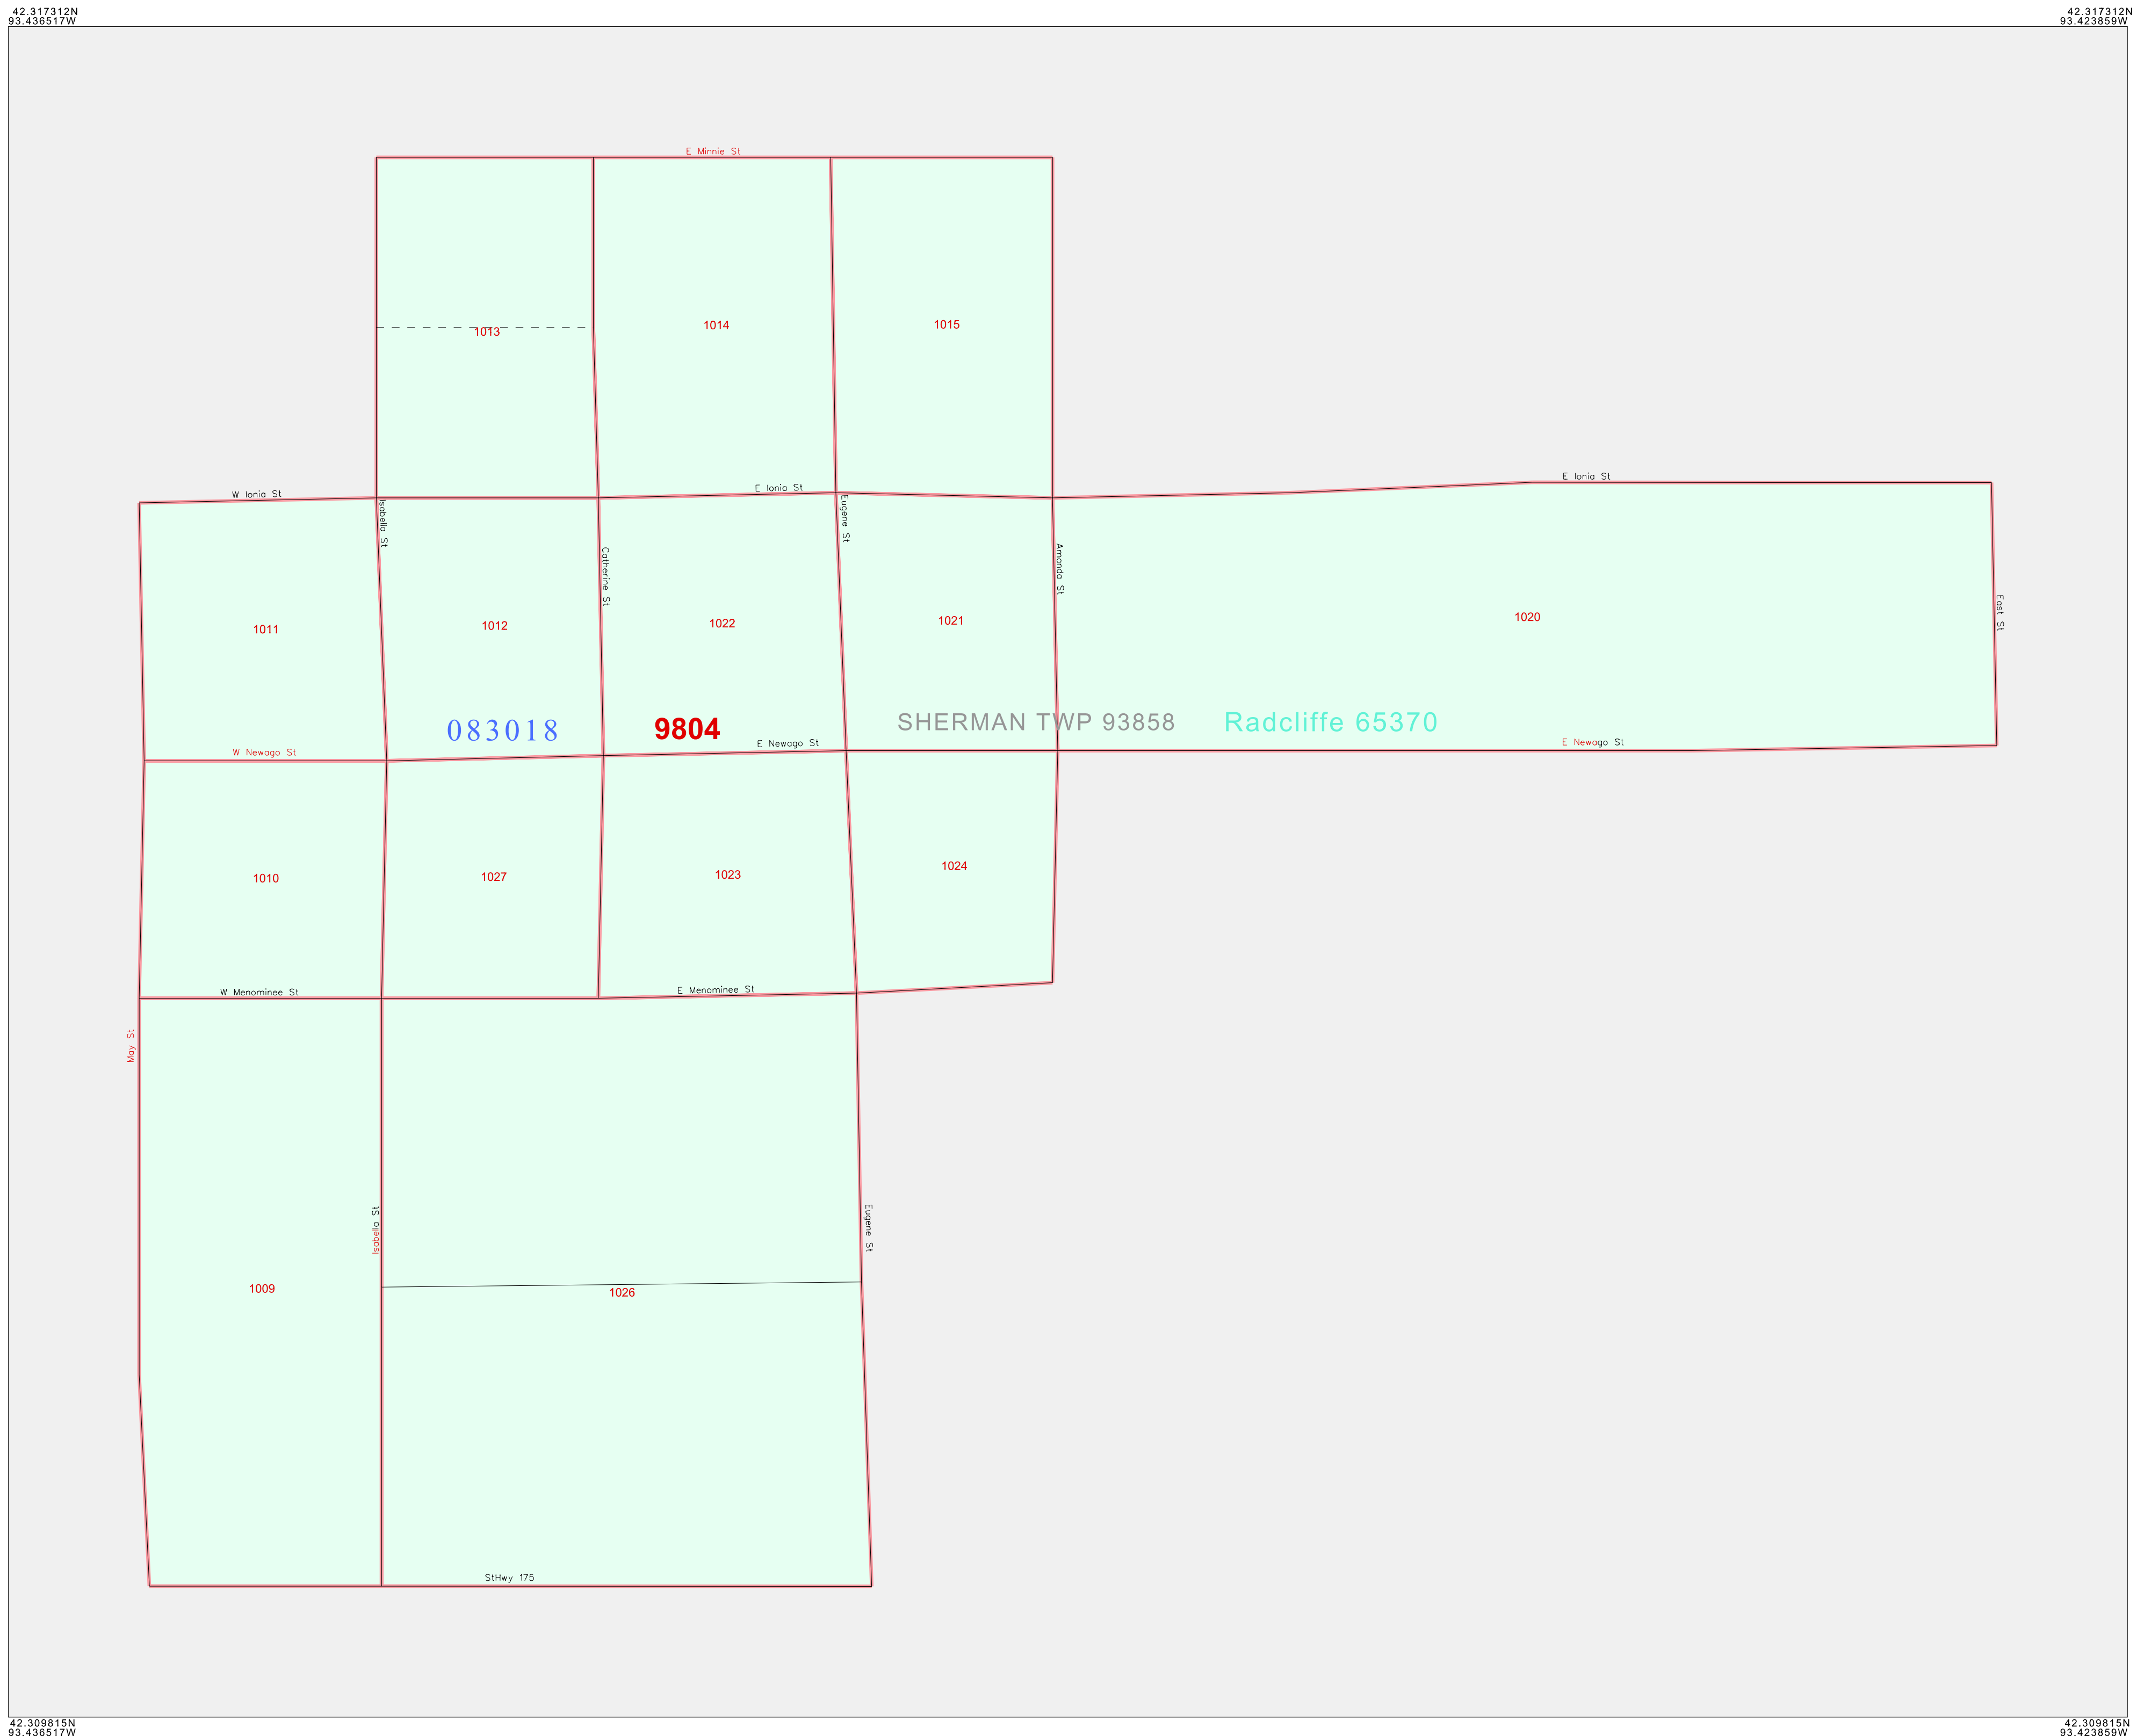 42.317312N
93.436517W
42.317312N
93.423859W
E Minnie St
1013
1014
1015
W Ionia St
E Ionia St
E Ionia St
Isabella St
Eugene St
Catherine St
Amanda St
East St
1011
1012
1022
1021
1020
083018
9804
SHERMAN TWP 93858
Radcliffe 65370
W Newago St
E Newago St
E Newago St
1010
1027
1023
1024
W Menominee St
E Menominee St
May St
Isabella St
Eugene St
1009
1026
StHwy 175
42.309815N
93.436517W
42.309815N
93.423859W